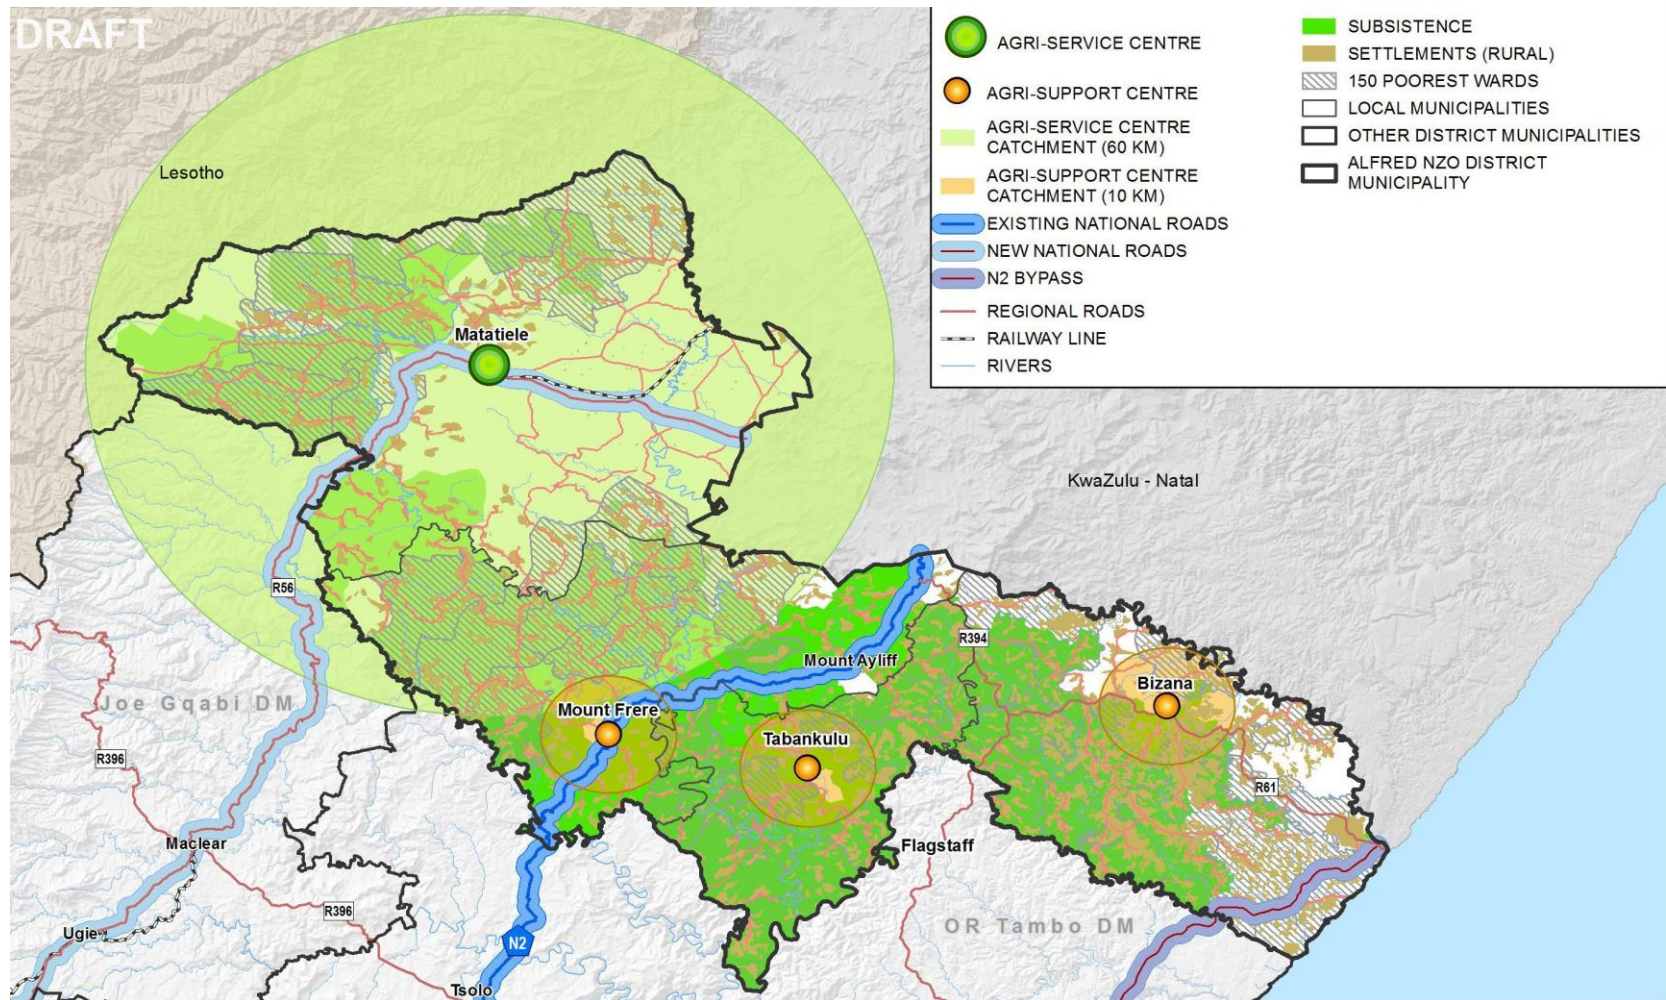 DRAFT
AGRI-SERVICE CENTRE
AGRI-SUPPORT CENTRE
AGRI-SERVICE CENTRE
CATCHMENT (60 KM)
AGRI-SUPPORT CENTRE
CATCHMENT (10 KM)
EXISTING NATIONAL ROADS
NEW NATIONAL ROADS
N2 BYPASS
REGIONAL ROADS
RAILWAY LINE
RIVERS
SUBSISTENCE
SETTLEMENTS (RURAL)
150 POOREST WARDS
LOCAL MUNICIPALITIES
OTHER DISTRICT MUNICIPALITIES
ALFRED NZO DISTRICT
MUNICIPALITY
Lesotho
Matatiele
KwaZulu - Natal
R56
R394
Mount Ayliff
Bizana
Joe Gqabi DM
Mount Frere
Tabankulu
R396
R61
Maclear
Flagstaff
R396
OR Tambo DM
Ugie
N2
Tsolo